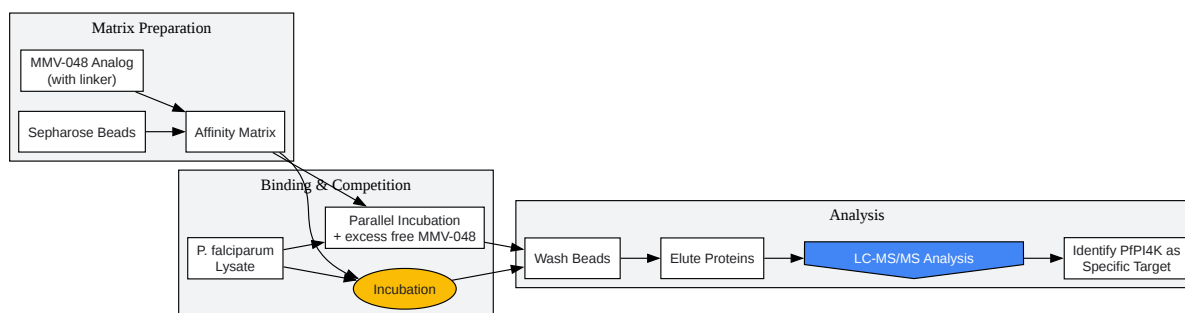 Matrix Preparation
MMV-048 Analog
(with linker)
Sepharose Beads
Affinity Matrix
Binding & Competition
Parallel Incubation
+ excess free MMV-048
P. falciparum
Lysate
Incubation
Analysis
Wash Beads
Elute Proteins
LC-MS/MS Analysis
Identify PfPI4K as
Specific Target